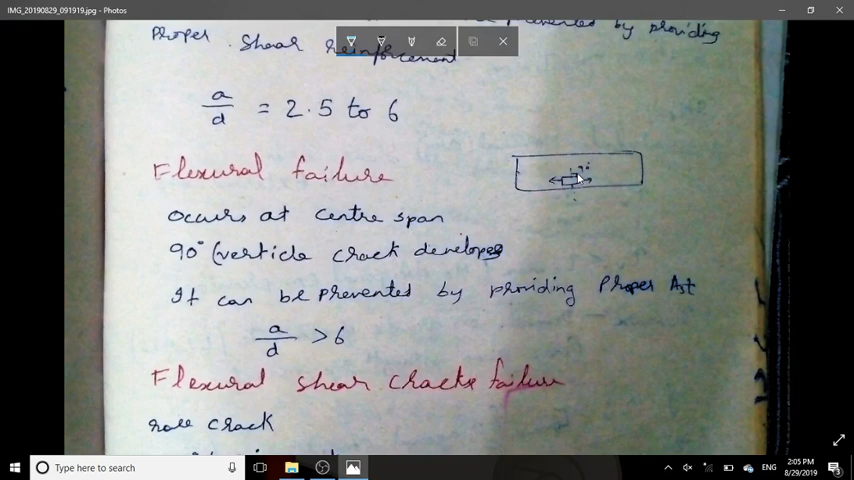 IMG_20190829_091919.jpg - Photos
prevented by providing
Proper Shear reinforcement
a/d = 2.5 to 6
Flexural failure
occurs at centre span
90° (verticle crack developes
It can be prevented by providing Proper Ast
a/d > 6
Flexural shear cracks failure
crack
Type here to search
ENG
2:05 PM
8/29/2019
3